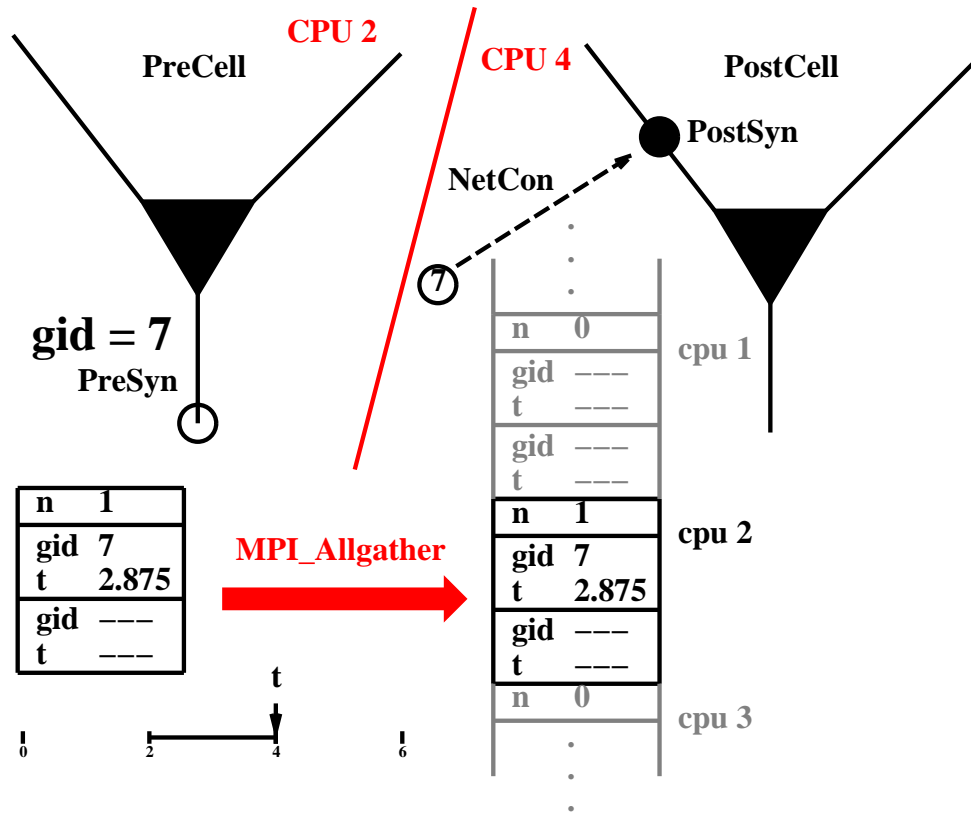 CPU 2
PreCell
CPU 4
PostCell
PostSyn
NetCon
7
gid = 7
PreSyn
n 0
cpu 1
gid −−−
t −−−
gid −−−
t −−−
n 1
gid 7
t 2.875
gid −−−
t −−−
MPI_Allgather
n 1
cpu 2
gid 7
t 2.875
gid −−−
t −−−
n 0
cpu 3
t
0 2 4 6